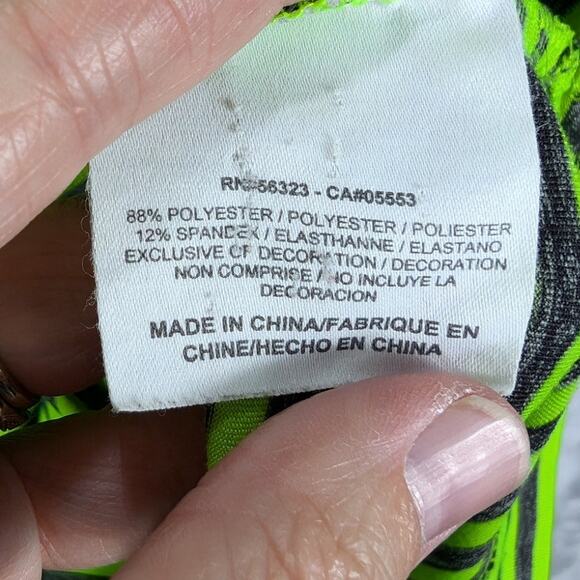 RN#56323 - CA#05553
88% POLYESTER / POLYESTER / POLIESTER
12% SPANDEX / ELASTHANNE / ELASTANO
EXCLUSIVE OF DECORATION / DECORATION
NON COMPRISE / NO INCLUYE LA
DECORACION
MADE IN CHINA/FABRIQUE EN
CHINE/HECHO EN CHINA